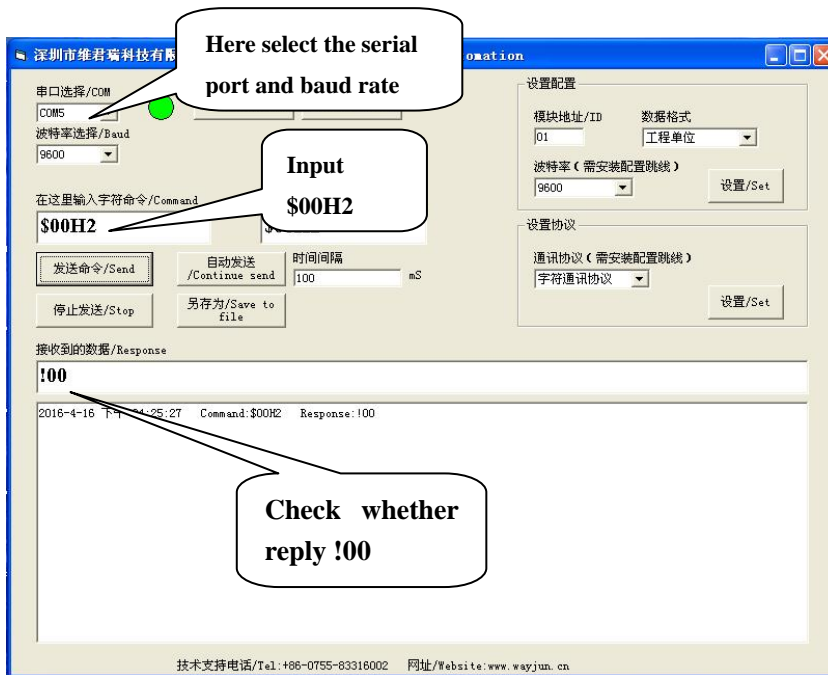 深圳市维君瑞科技有限
omation
Here select the serial
port and baud rate
串口选择/COM
COM5
波特率选择/Baud
9600
设置配置
模块地址/ID
数据格式
01
工程单位
波特率(需安装配置跳线)
9600
设置/Set
Input
$00H2
在这里输入字符命令/Command
$00H2
发送命令/Send
自动发送
/Continue send
时间间隔
100
mS
停止发送/Stop
另存为/Save to
file
设置协议
通讯协议(需安装配置跳线)
字符通讯协议
设置/Set
接收到的数据/Response
!00
2016-4-16 下午 04:25:27 Command:$00H2 Response:!00
Check whether
reply !00
技术支持电话/Tel:+86-0755-83316002 网址/Website:www.wayjun.cn